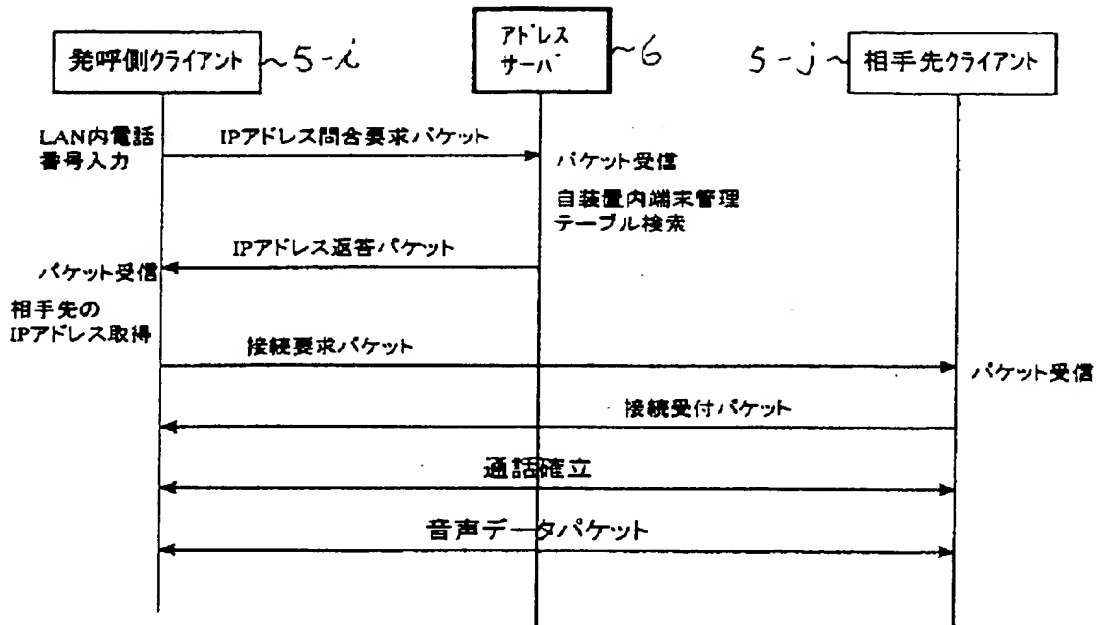 発呼側クライアント
~5-i
アドレス
サーバ
~6
5-j~
相手先クライアント
LAN内電話
番号入力
IPアドレス問合要求パケット
パケット受信
自装置内端末管理
テーブル検索
IPアドレス返答パケット
パケット受信
相手先の
IPアドレス取得
接続要求パケット
パケット受信
接続受付パケット
通話確立
音声データパケット